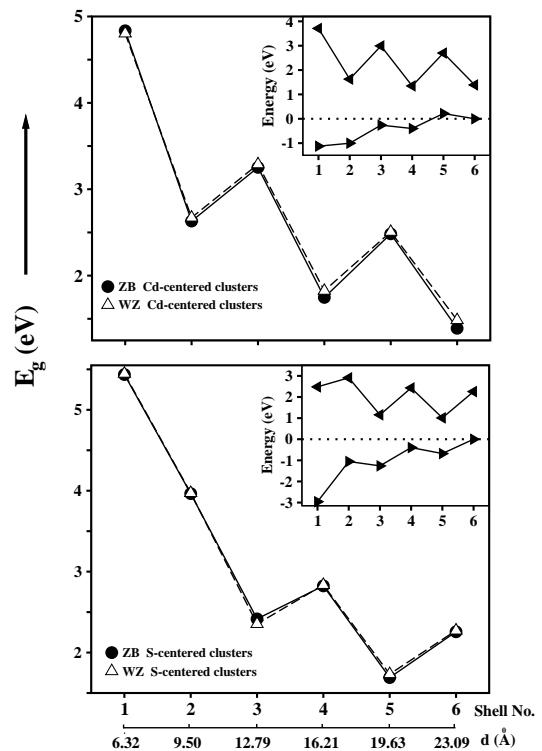 E_g (eV)
5
4
3
2
ZB Cd-centered clusters
WZ Cd-centered clusters
Energy (eV)
4
3
2
1
0
-1
1 2 3 4 5 6
5
4
3
2
ZB S-centered clusters
WZ S-centered clusters
Energy (eV)
3
2
1
0
-1
-2
-3
1 2 3 4 5 6
1 2 3 4 5 6 Shell No.
6.32 9.50 12.79 16.21 19.63 23.09 d (Å)